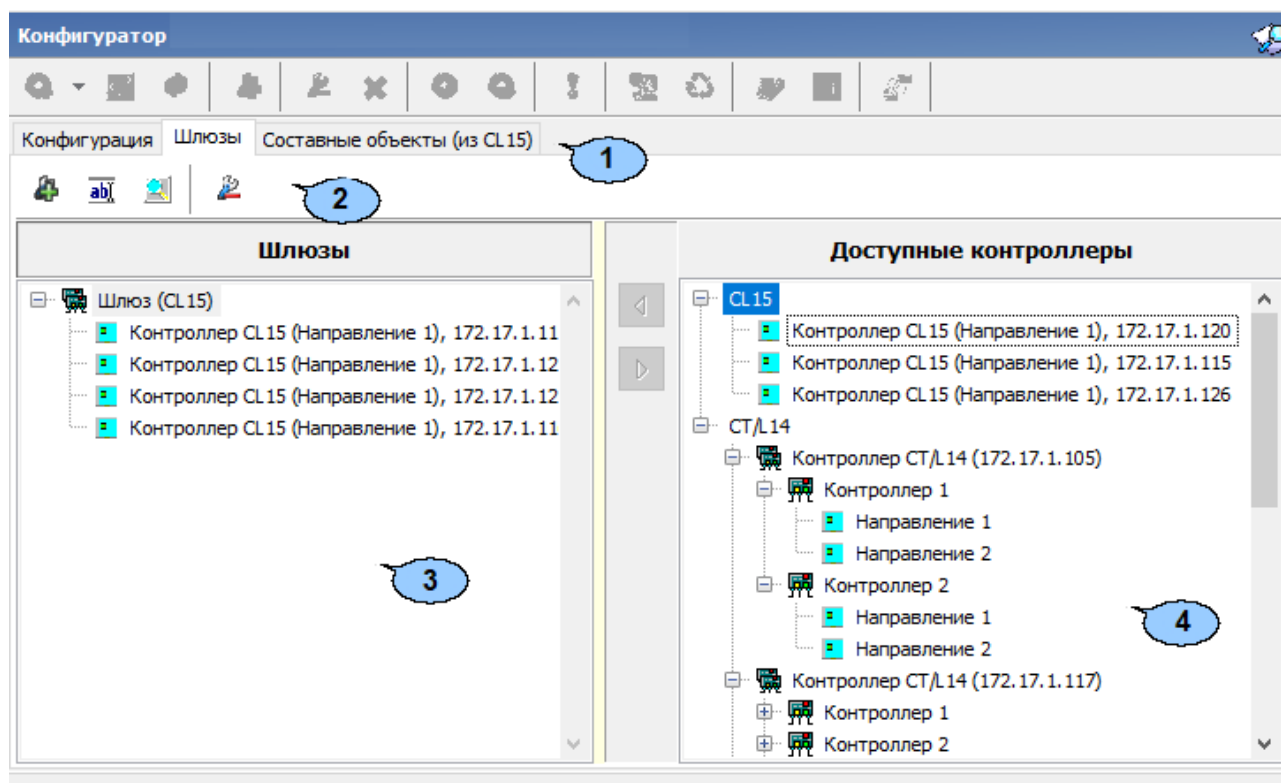 Конфигуратор
Конфигурация Шлюзы Составные объекты (из CL15)
1
abI
2
Шлюзы
Шлюз (CL15)
Контроллер CL15 (Направление 1), 172.17.1.11
Контроллер CL15 (Направление 1), 172.17.1.12
Контроллер CL15 (Направление 1), 172.17.1.12
Контроллер CL15 (Направление 1), 172.17.1.11
3
Доступные контроллеры
CL15
Контроллер CL15 (Направление 1), 172.17.1.120
Контроллер CL15 (Направление 1), 172.17.1.115
Контроллер CL15 (Направление 1), 172.17.1.126
CT/L14
Контроллер CT/L14 (172.17.1.105)
Контроллер 1
Направление 1
Направление 2
Контроллер 2
Направление 1
Направление 2
4
Контроллер CT/L14 (172.17.1.117)
Контроллер 1
Контроллер 2